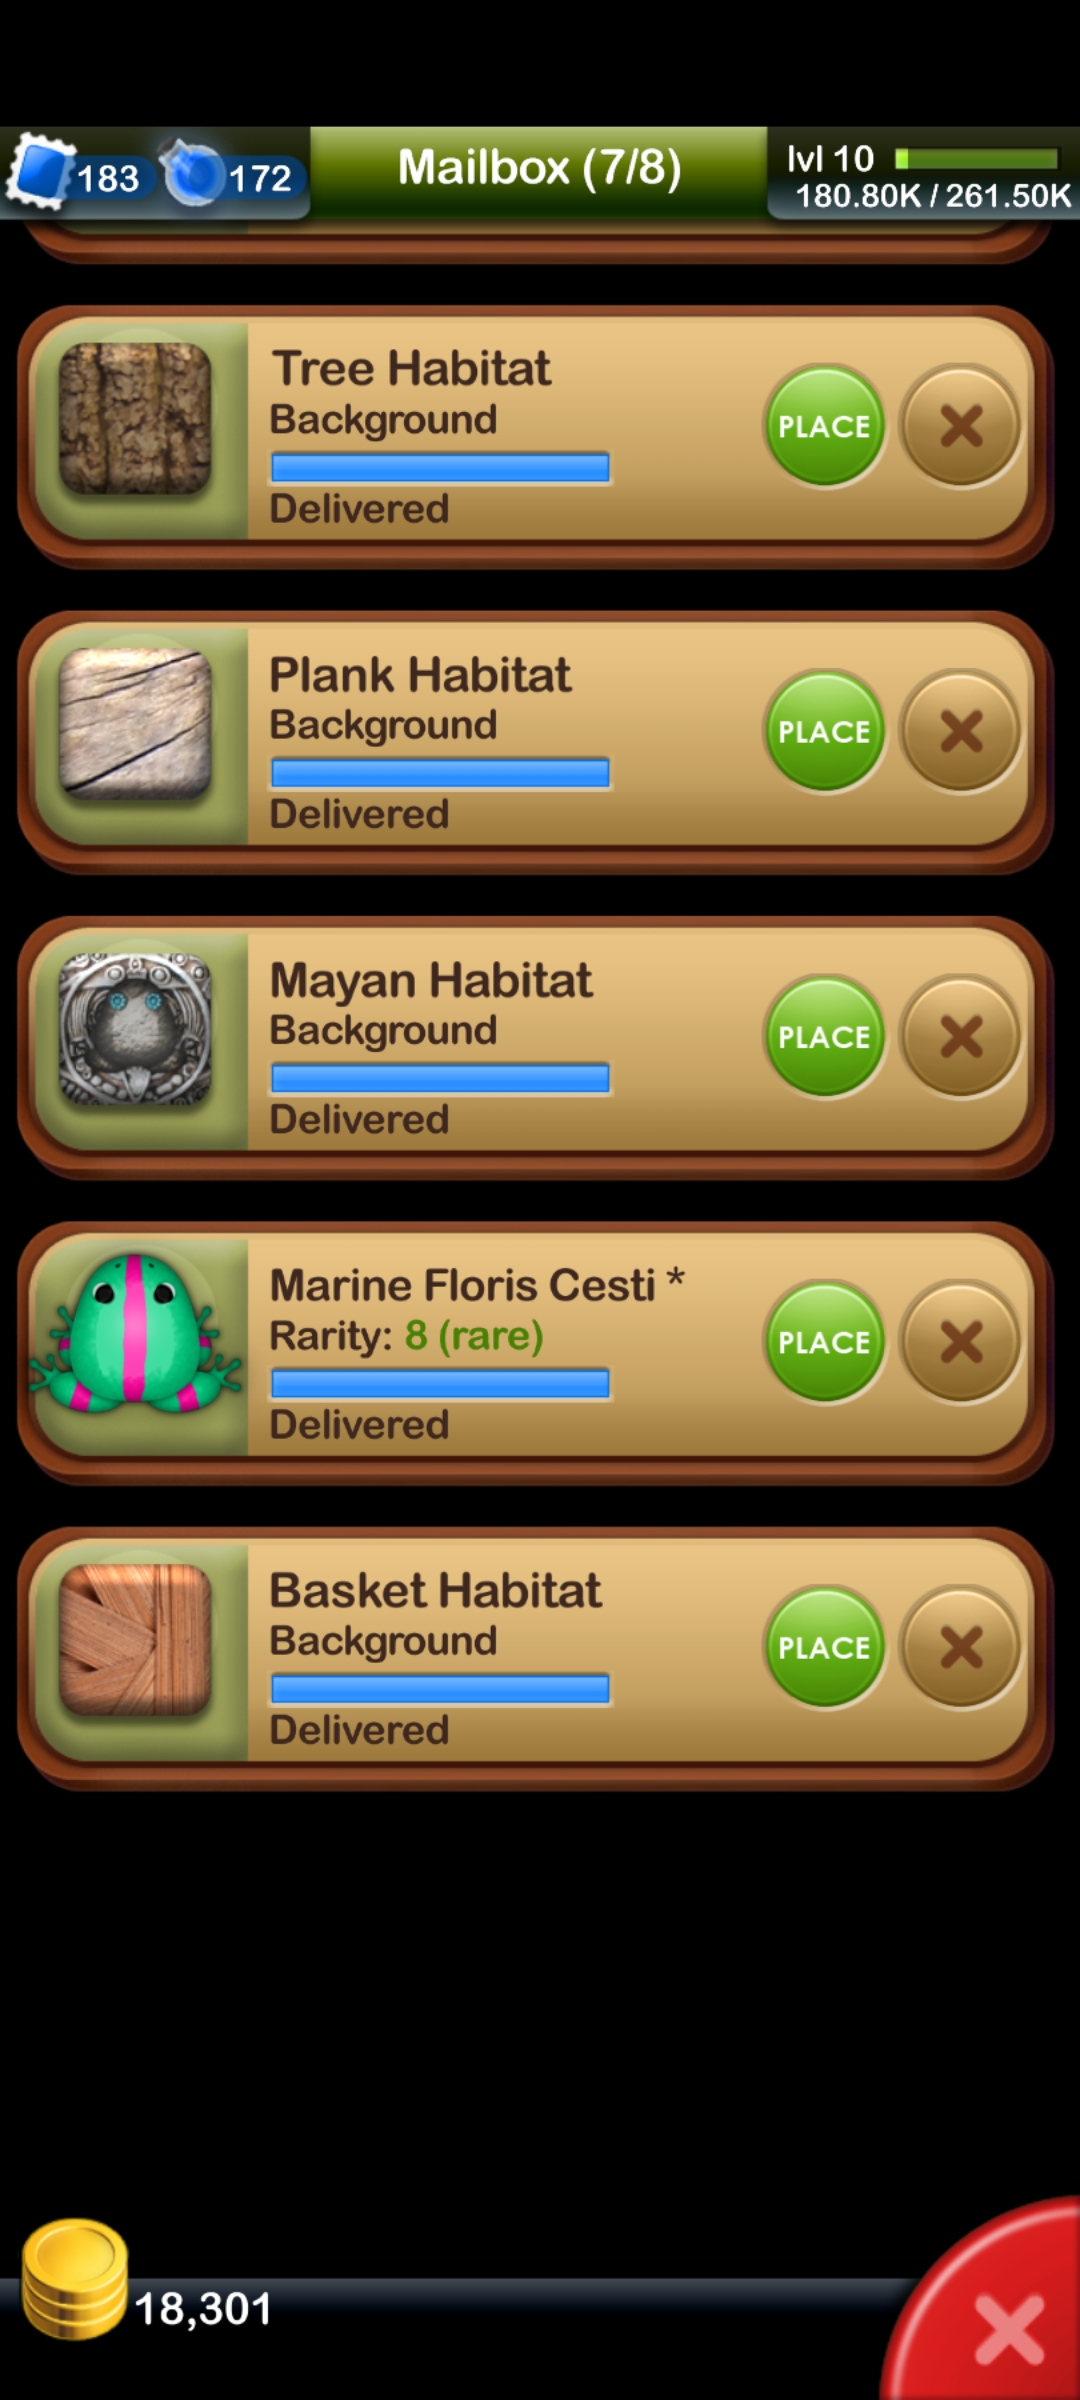 183
172
Mailbox (7/8)
lvl 10
180.80K / 261.50K
Tree Habitat
Background
Delivered
PLACE
Plank Habitat
Background
Delivered
PLACE
Mayan Habitat
Background
Delivered
PLACE
Marine Floris Cesti *
Rarity: 8 (rare)
Delivered
PLACE
Basket Habitat
Background
Delivered
PLACE
18,301